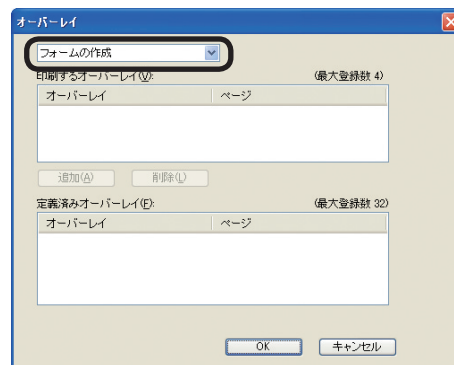 オーバーレイ
フォームの作成
印刷するオーバーレイ(V): (最大登録数 4)
オーバーレイ ページ
追加(A) 削除(L)
定義済みオーバーレイ(F): (最大登録数 32)
オーバーレイ ページ
OK キャンセル